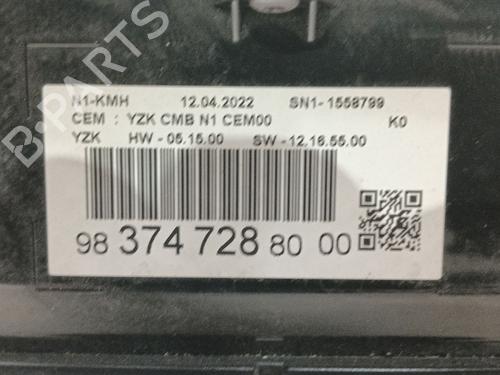 B-PARTS
N1-KMH 12.04.2022 SN1-1558799
CEM : YZK CMB N1 CEM00 K0
YZK HW -05.15.00 SW -12.16.55.00
98 374 728 80 00